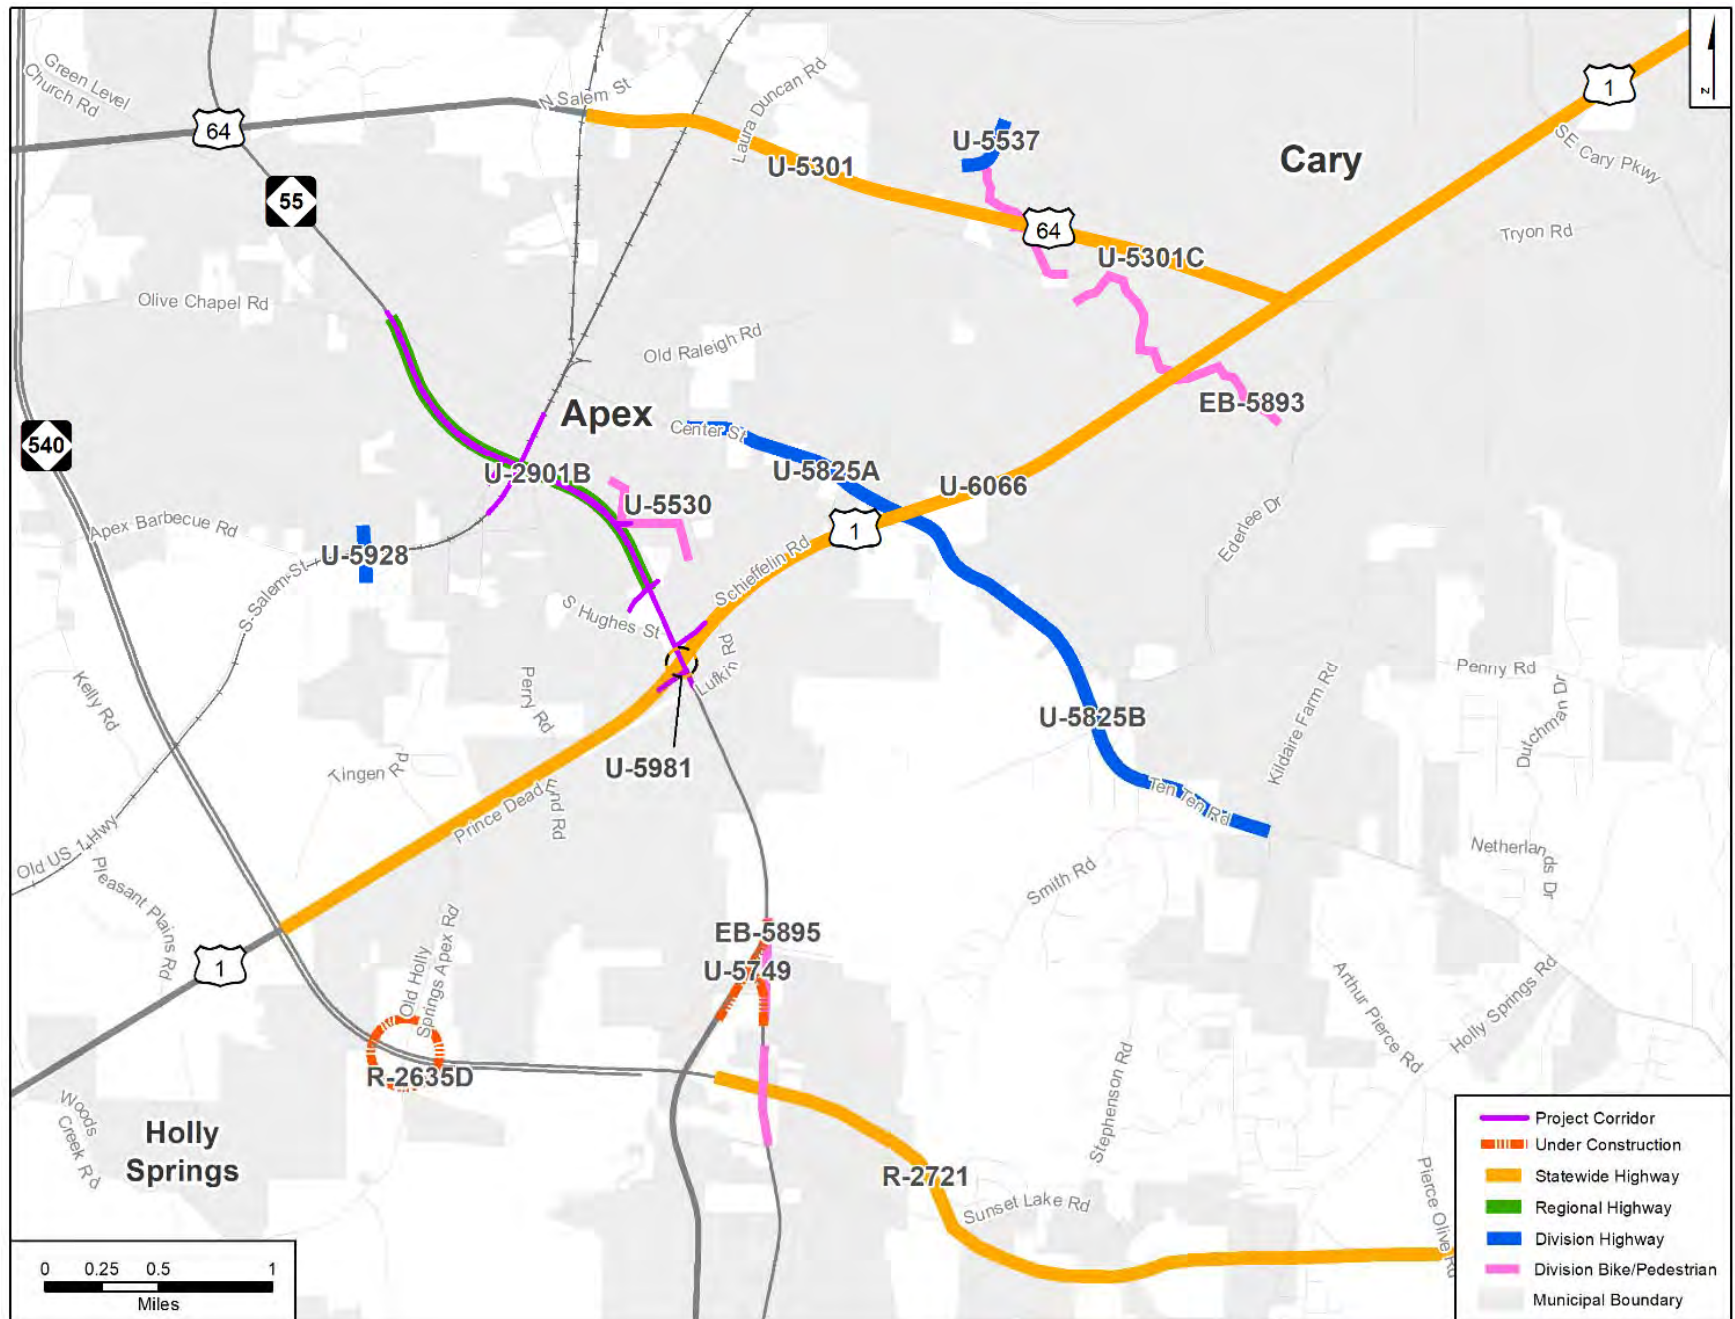 Green Level
Church Rd
64
55
N Salem St
Laura Duncan Rd
U-5301
U-5537
Cary
1
SE Cary Pkwy
N
Tryon Rd
64
U-5301C
Olive Chapel Rd
Old Raleigh Rd
EB-5893
Apex
Center St
540
U-2901B
U-5825A
U-6066
U-5530
1
Apex Barbecue Rd
U-5928
S Salem St
Schieffelin Rd
Ederlee Dr
S Hughes St
Lufkin Rd
Kelly Rd
Perry Rd
Penny Rd
Dutchman Dr
Kildaire Farm Rd
U-5825B
U-5981
Tingen Rd
Prince Dead End Rd
Ten Ten Rd
Old US 1 Hwy
Pleasant Plains Rd
Netherlands Dr
Smith Rd
EB-5895
U-5749
1
Old Holly
Springs Apex Rd
R-2635D
Arthur Pierce Rd
Holly Springs Rd
Stephenson Rd
Woods
Creek Rd
Holly
Springs
R-2721
Sunset Lake Rd
Pierce Olive Rd
Project Corridor
Under Construction
Statewide Highway
Regional Highway
Division Highway
Division Bike/Pedestrian
Municipal Boundary
0 0.25 0.5 1
Miles